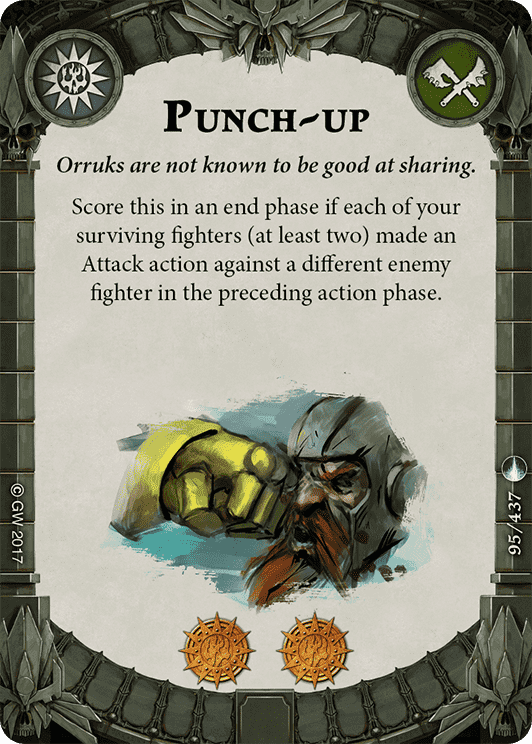 Punch~up
Orruks are not known to be good at sharing.
Score this in an end phase if each of your
surviving fighters (at least two) made an
Attack action against a different enemy
fighter in the preceding action phase.
© GW 2017
95/437